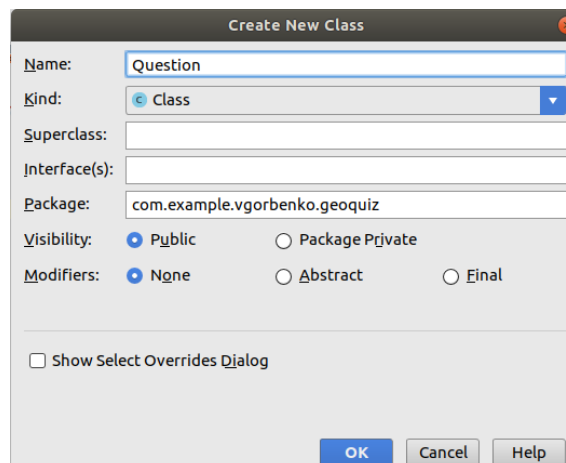 Create New Class
Name: Question
Kind: C Class
Superclass:
Interface(s):
Package: com.example.vgorbenko.geoquiz
Visibility: Public Package Private
Modifiers: None Abstract Final
Show Select Overrides Dialog
OK Cancel Help